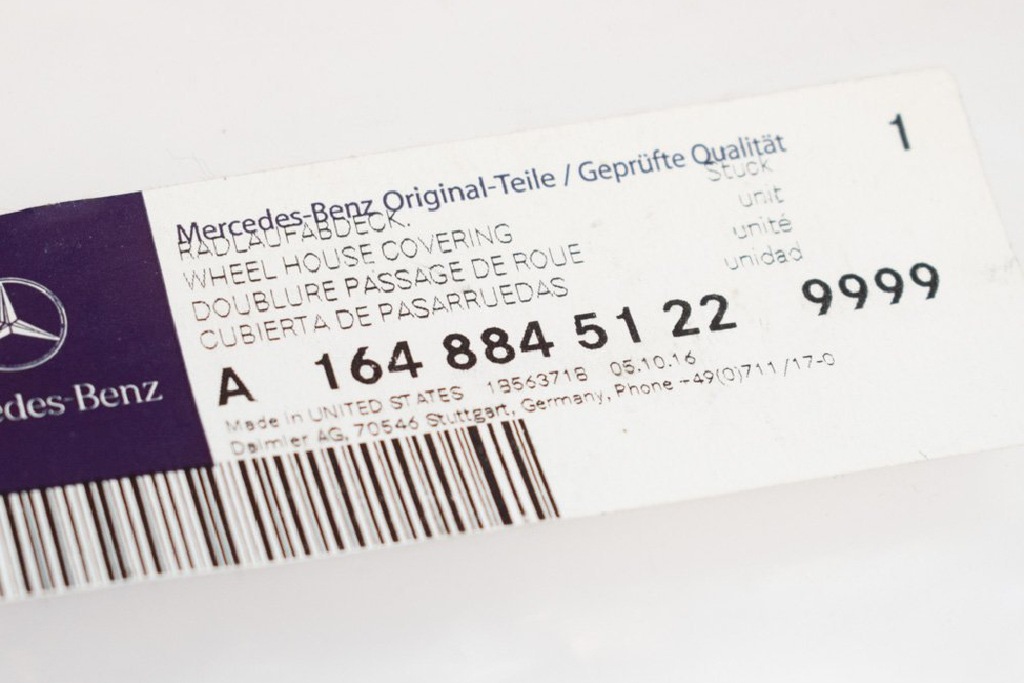 Mercedes-Benz Original-Teile / Geprüfte Qualität 1
RADLAUFABDECK. Stück
WHEEL HOUSE COVERING unit
DOUBLURE PASSAGE DE ROUE unité
CUBIERTA DE PASARRUEDAS unidad
A 164 884 51 22 9999
Made in UNITED STATES 18563718 05.10.16
Daimler AG, 70546 Stuttgart, Germany, Phone +49(0)711/17-0
edes-Benz